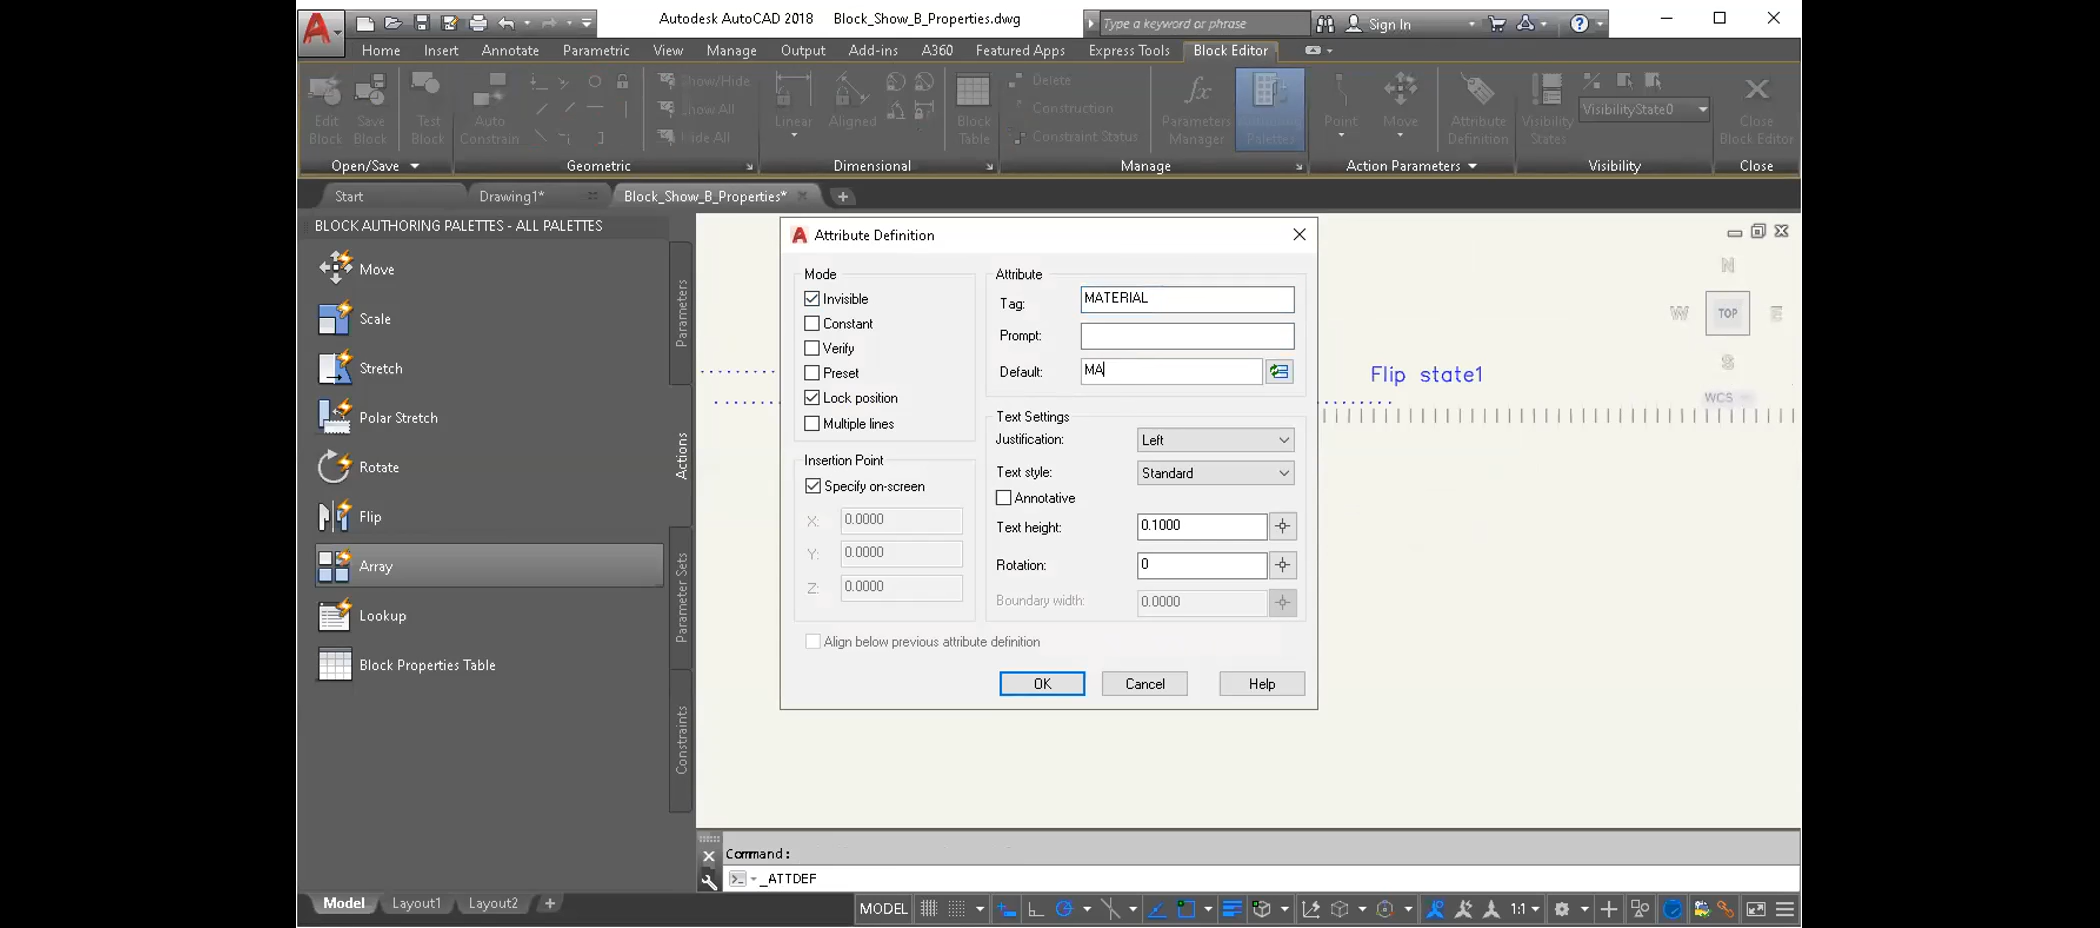 Autodesk AutoCAD 2018 Block_Show_B_Properties.dwg
Type a keyword or phrase
Sign In
Home Insert Annotate Parametric View Manage Output Add-ins A360 Featured Apps Express Tools Block Editor
Edit Block
Save Block
Test Block
Auto Constrain
Show/Hide
Show All
Hide All
Linear
Aligned
Block Table
Delete
Construction
Constraint Status
fx
Parameters Manager
Palettes
Point
Move
Attribute Definition
Visibility States
VisibilityState0
Close Block Editor
Open/Save Geometric Dimensional Manage Action Parameters Visibility Close
Start Drawing1* Block_Show_B_Properties*
BLOCK AUTHORING PALETTES - ALL PALETTES
Move
Scale
Stretch
Polar Stretch
Rotate
Flip
Array
Lookup
Block Properties Table
Parameters
Actions
Parameter Sets
Constraints
Attribute Definition
Mode
Invisible
Constant
Verify
Preset
Lock position
Multiple lines
Insertion Point
Specify on-screen
X: 0.0000
Y: 0.0000
Z: 0.0000
Align below previous attribute definition
Attribute
Tag: MATERIAL
Prompt:
Default: MA
Text Settings
Justification: Left
Text style: Standard
Annotative
Text height: 0.1000
Rotation: 0
Boundary width: 0.0000
OK Cancel Help
Flip state1
N
W TOP E
S
WCS
Command:
_ATTDEF
Model Layout1 Layout2
MODEL
1:1